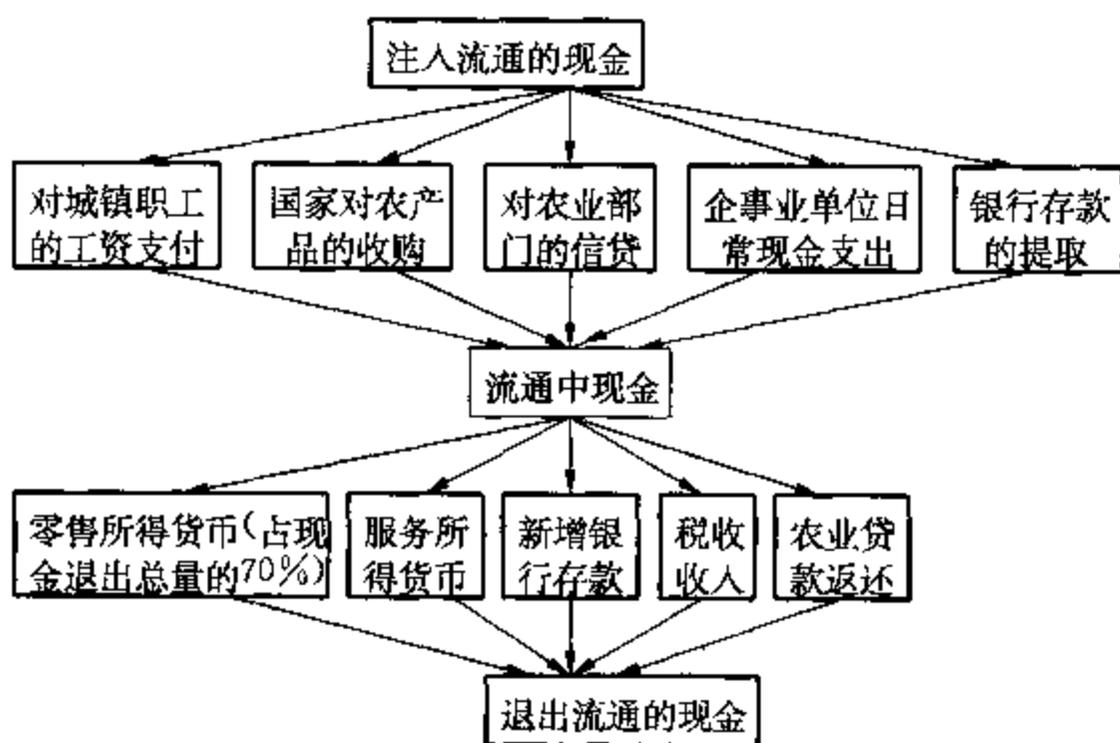 注入流通的现金
对城镇职工
的工资支付
国家对农产
品的收购
对农业部
门的信贷
企事业单位日
常现金支出
银行存款
的提取
流通中现金
零售所得货币(占现
金退出总量的70%)
服务所
得货币
新增银
行存款
税收
收入
农业贷
款返还
退出流通的现金